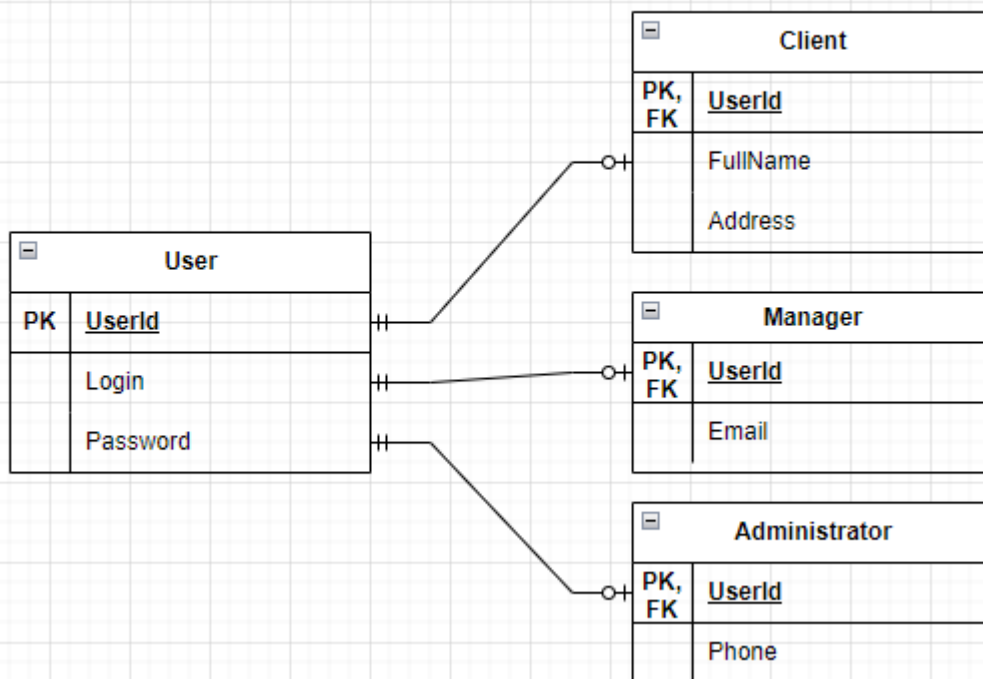 Client
PK, FK UserId
FullName
Address
User
PK UserId
Login
Password
Manager
PK, FK UserId
Email
Administrator
PK, FK UserId
Phone